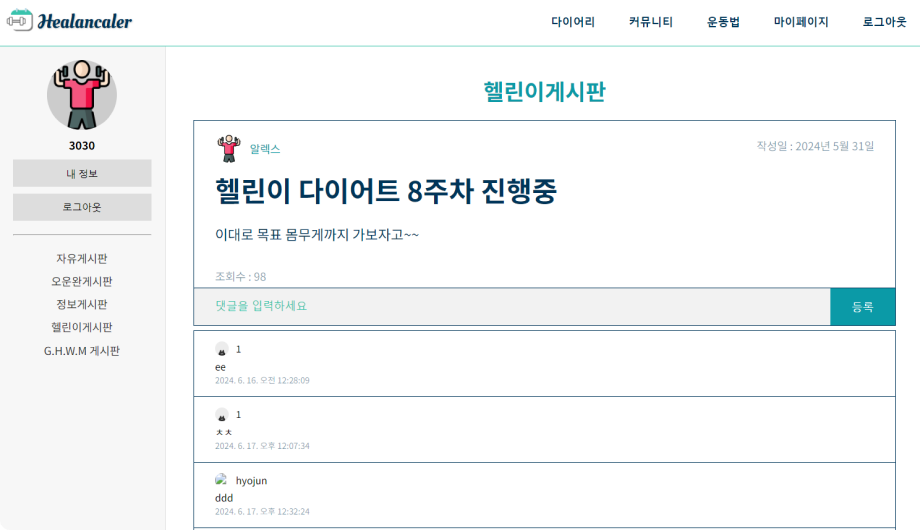 Healancaler
다이어리 커뮤니티 운동법 마이페이지 로그아웃
3030
내 정보
로그아웃
자유게시판
오운완게시판
정보게시판
헬린이게시판
G.H.W.M 게시판
헬린이게시판
알렉스
작성일 : 2024년 5월 31일
헬린이 다이어트 8주차 진행중
이대로 목표 몸무게까지 가보자고~~
조회수 : 98
댓글을 입력하세요
등록
1
ee
2024. 6. 16. 오전 12:28:09
1
ㅊㅊ
2024. 6. 17. 오후 12:07:34
hyojun
ddd
2024. 6. 17. 오후 12:32:24